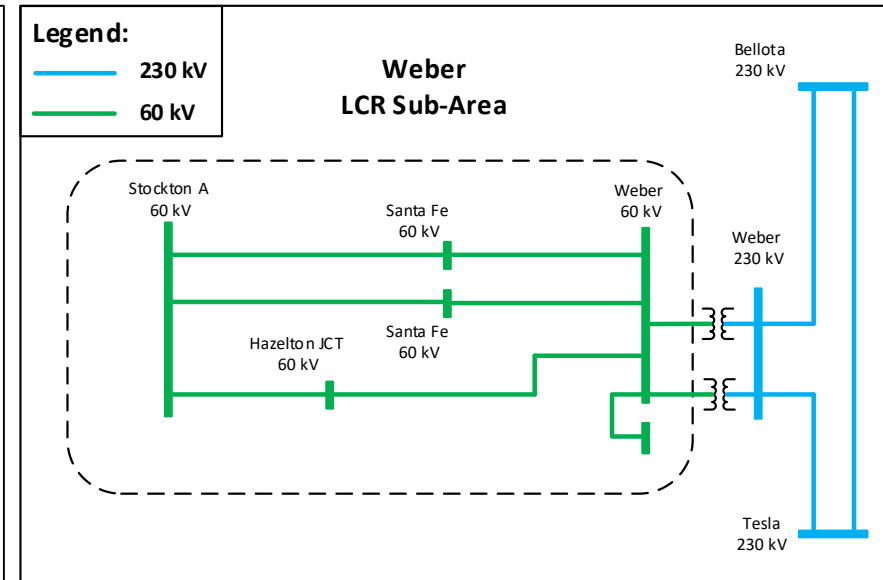 Legend:
230 kV
60 kV
Weber
LCR Sub-Area
Bellota
230 kV
Stockton A
60 kV
Santa Fe
60 kV
Weber
60 kV
Weber
230 kV
Hazelton JCT
60 kV
Santa Fe
60 kV
Tesla
230 kV